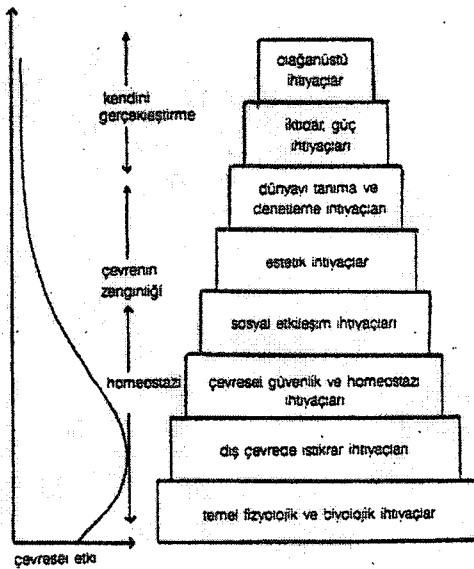 kendini
gerçekleştirme
çevrenin
zenginliği
homeostazi
çevresel etki
olağanüstü
ihtiyaçlar
iktidar, güç
ihtiyaçları
dünyayı tanıma ve
denetleme ihtiyaçları
estetik ihtiyaçlar
sosyal etkileşim ihtiyaçları
çevresel güvenlik ve homeostazi
ihtiyaçları
dış çevrede istikrar ihtiyaçları
temel fizyolojik ve biyolojik ihtiyaçlar